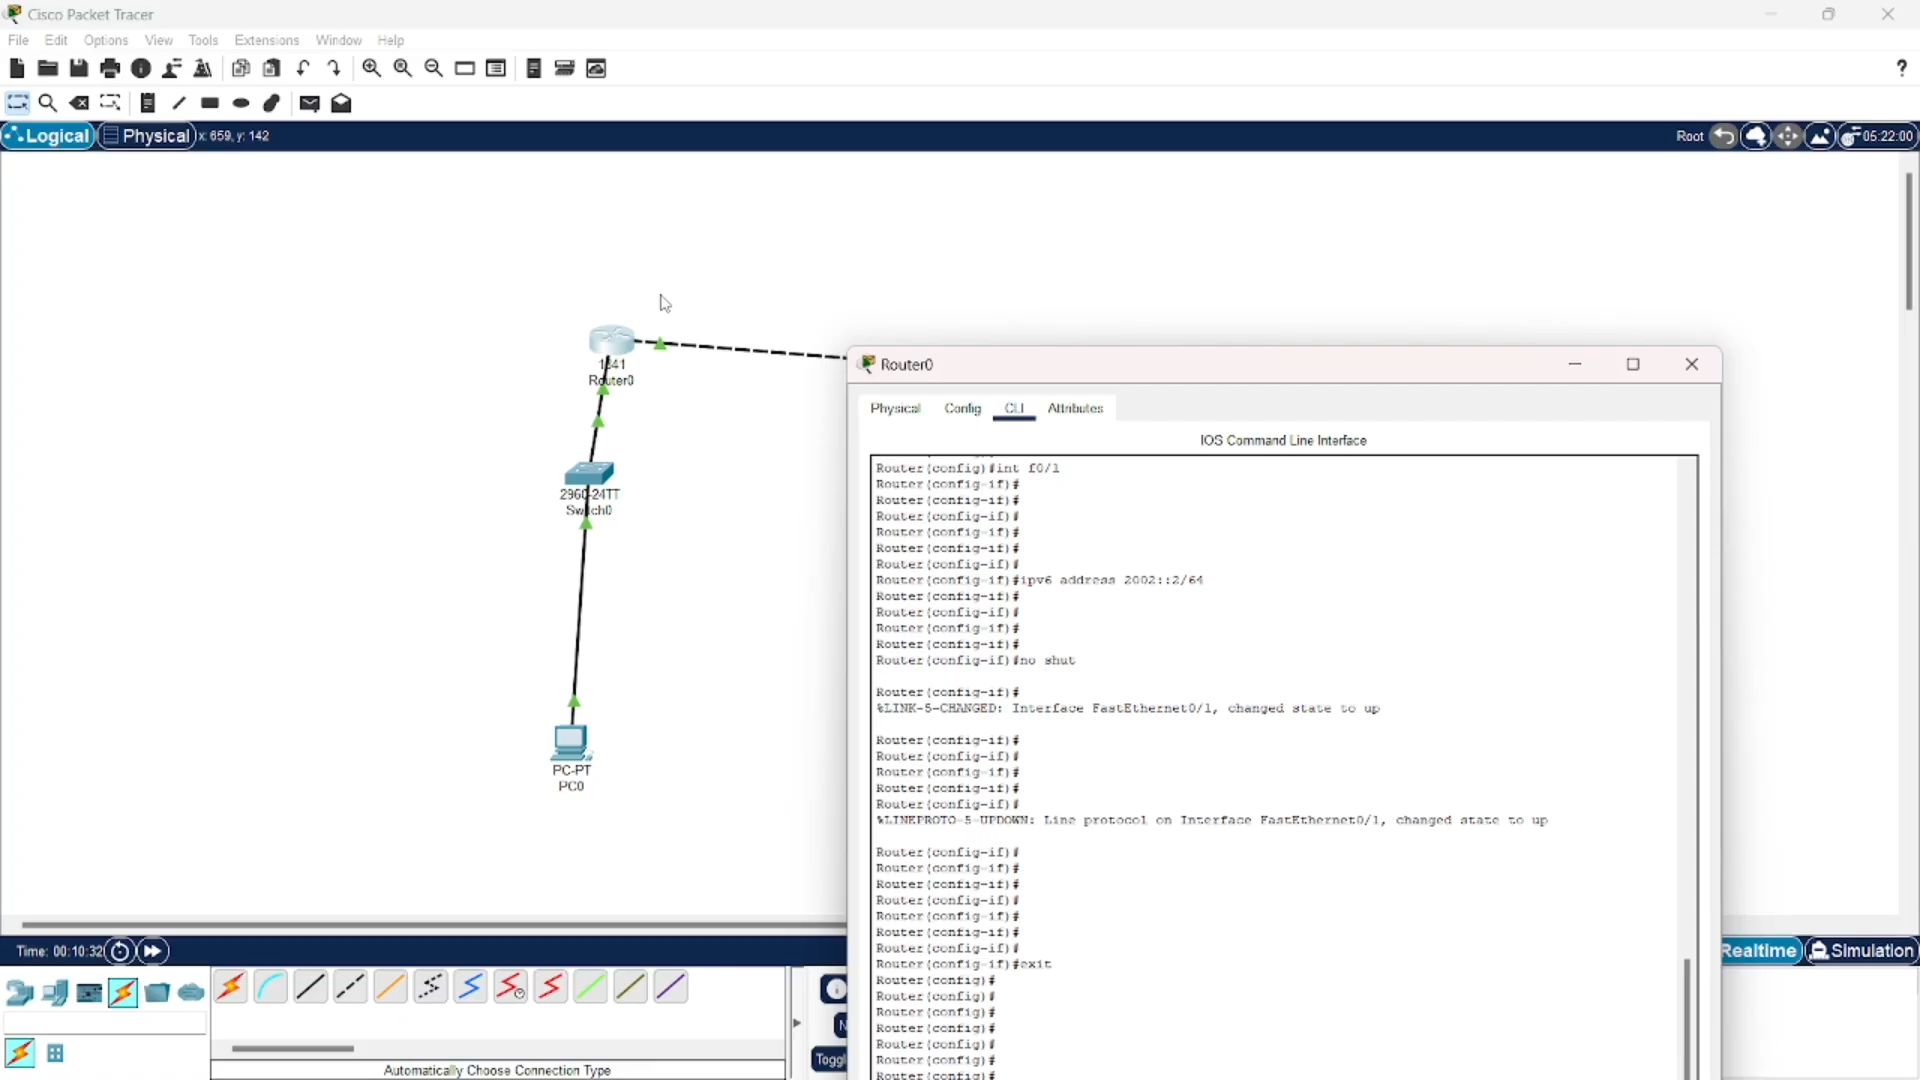 Cisco Packet Tracer
File Edit Options View Tools Extensions Window Help
?
Logical Physical x: 659, y: 142
Root 05:22:00
1841
Router0
2960-24TT
Switch0
PC-PT
PC0
Router0
Physical Config CLI Attributes
IOS Command Line Interface
Router(config)#int f0/1
Router(config-if)#
Router(config-if)#
Router(config-if)#
Router(config-if)#
Router(config-if)#
Router(config-if)#
Router(config-if)#ipv6 address 2002::2/64
Router(config-if)#
Router(config-if)#
Router(config-if)#
Router(config-if)#
Router(config-if)#no shut
Router(config-if)#
%LINK-5-CHANGED: Interface FastEthernet0/1, changed state to up
Router(config-if)#
Router(config-if)#
Router(config-if)#
Router(config-if)#
Router(config-if)#
%LINEPROTO-5-UPDOWN: Line protocol on Interface FastEthernet0/1, changed state to up
Router(config-if)#
Router(config-if)#
Router(config-if)#
Router(config-if)#
Router(config-if)#
Router(config-if)#
Router(config-if)#
Router(config-if)#exit
Router(config)#
Router(config)#
Router(config)#
Router(config)#
Router(config)#
Router(config)#
Router(config)#
Time: 00:10:32
Realtime Simulation
N
Toggl
Automatically Choose Connection Type